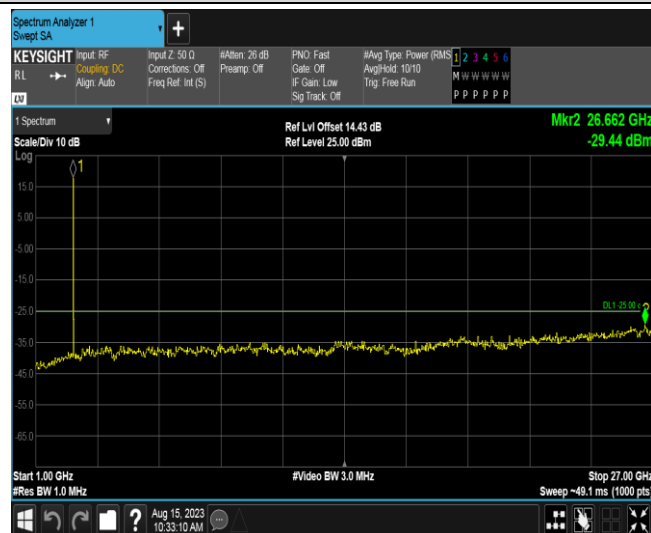 Spectrum Analyzer 1
Swept SA
+
KEYSIGHT Input: RF Input Z: 50 Ω #Atten: 26 dB PNO: Fast #Avg Type: Power (RMS 1 2 3 4 5 6
RL Coupling: DC Corrections: Off Preamp: Off Gate: Off Avg|Hold: 10/10 M W W W W W
Align: Auto Freq Ref: Int (S) IF Gain: Low Trig: Free Run
LXI Sig Track: Off P P P P P P
1 Spectrum Ref Lvl Offset 14.43 dB Mkr2 26.662 GHz
Scale/Div 10 dB Ref Level 25.00 dBm -29.44 dBm
Log
1
15.0
5.00
-5.00
-15.0
-25.0 DL1 -25.00
-35.0
-45.0
-55.0
-65.0
Start 1.00 GHz #Video BW 3.0 MHz Stop 27.00 GHz
#Res BW 1.0 MHz Sweep ~49.1 ms (1000 pts)
? Aug 15, 2023
10:33:10 AM